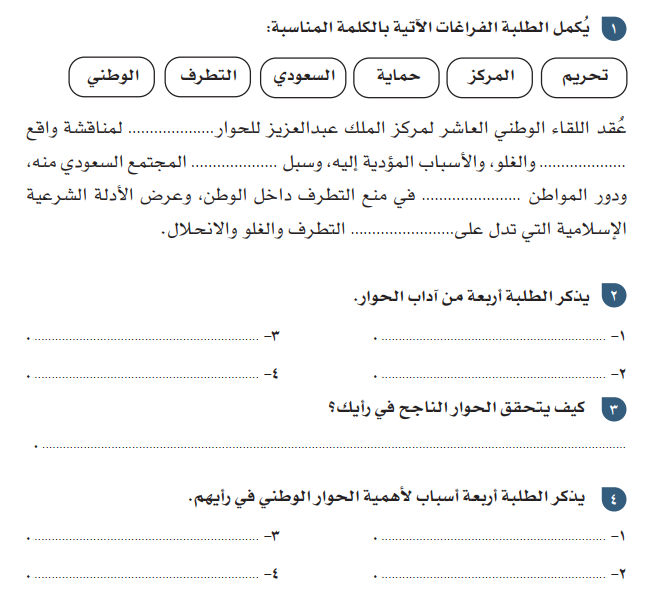 ١ يُكمل الطلبة الفراغات الآتية بالكلمة المناسبة:
تحريم المركز حماية السعودي التطرف الوطني
عُقد اللقاء الوطني العاشر لمركز الملك عبدالعزيز للحوار.................... لمناقشة واقع
.................... والغلو، والأسباب المؤدية إليه، وسبل .................... المجتمع السعودي منه،
ودور المواطن ....................... في منع التطرف داخل الوطن، وعرض الأدلة الشرعية
الإسلامية التي تدل على........................ التطرف والغلو والانحلال.
٢ يذكر الطلبة أربعة من آداب الحوار.
١- ................................ . ٣- ................................ .
٢- ................................ . ٤- ................................ .
٣ كيف يتحقق الحوار الناجح في رأيك؟
................................................................ .
٤ يذكر الطلبة أربعة أسباب لأهمية الحوار الوطني في رأيهم.
١- ................................ . ٣- ................................ .
٢- ................................ . ٤- ................................ .